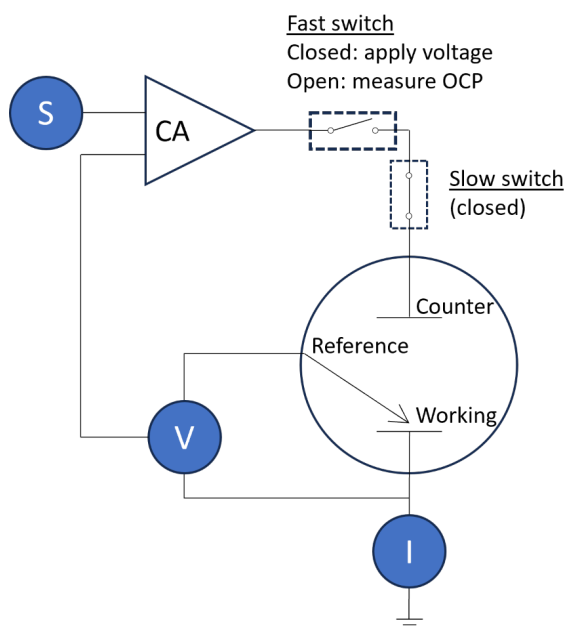 Fast switch
Closed: apply voltage
Open: measure OCP
S
CA
Slow switch
(closed)
Counter
Reference
Working
V
I